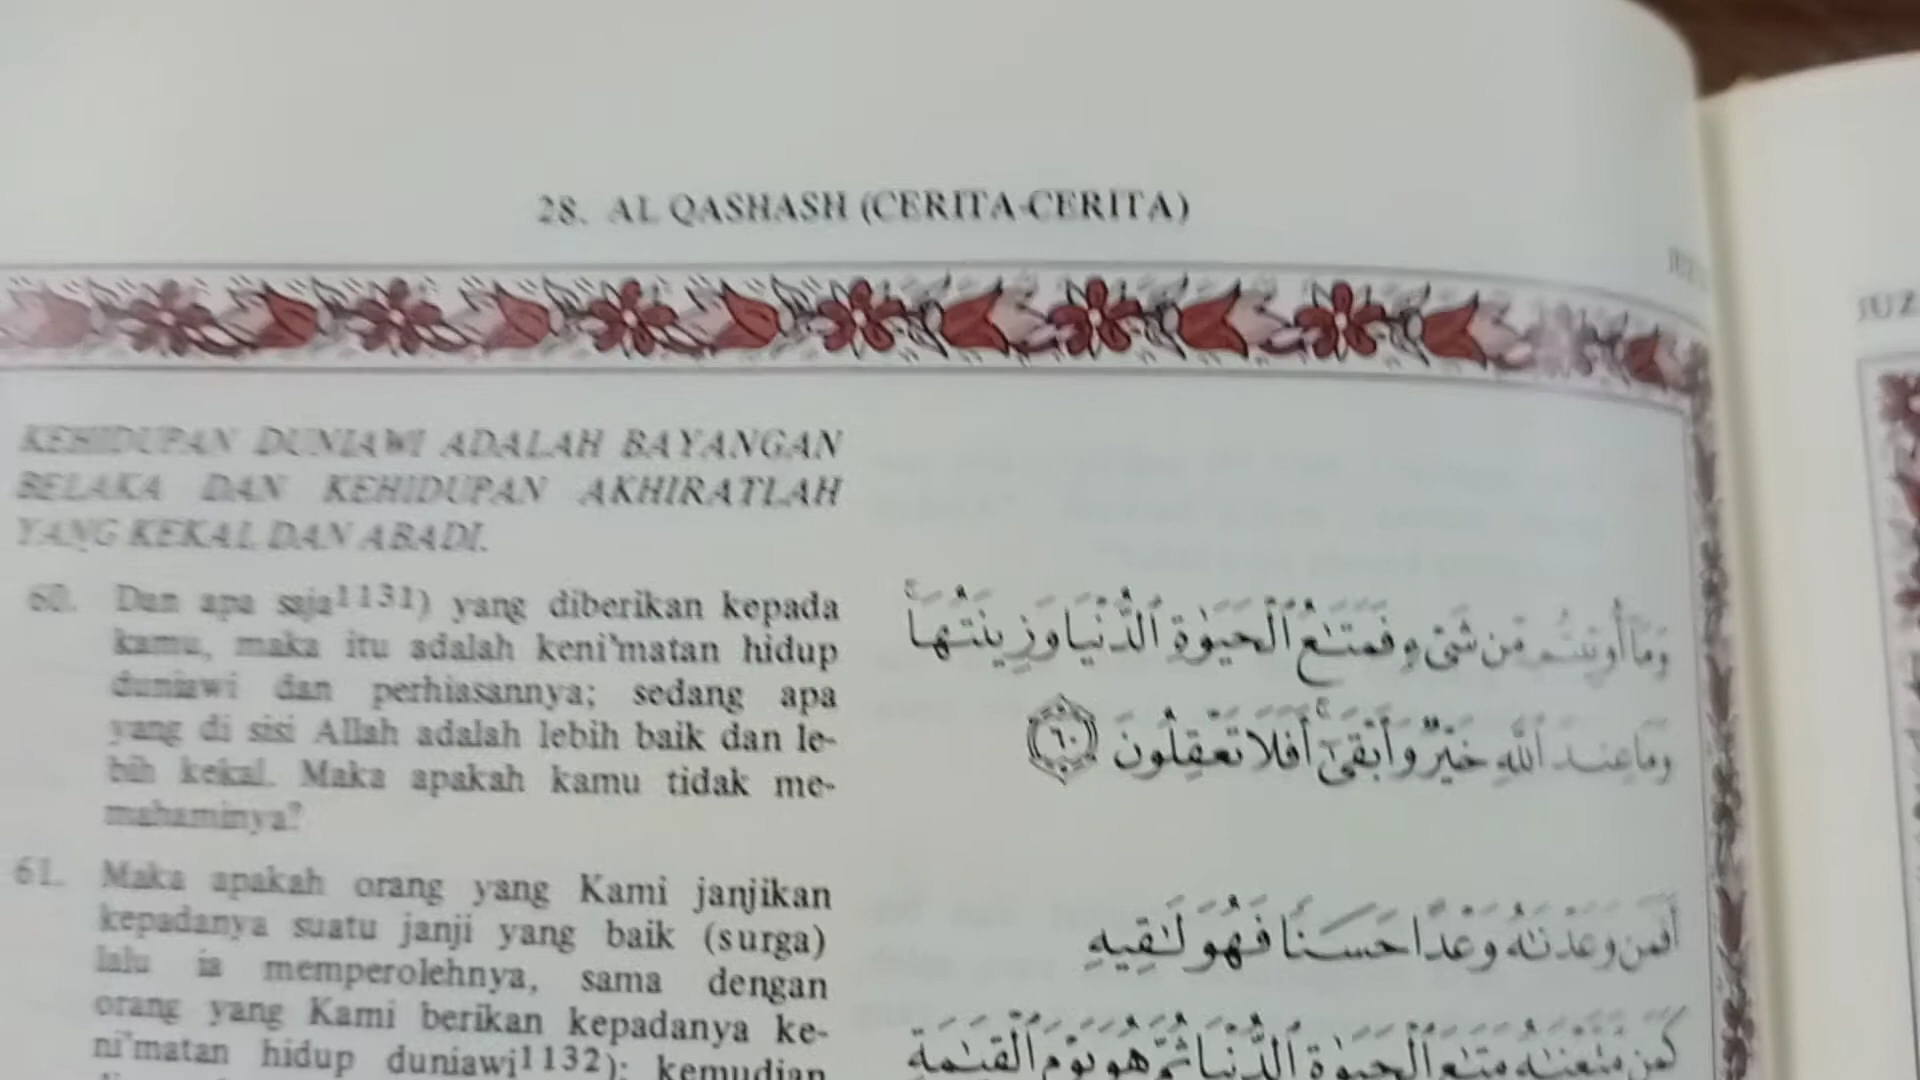 28. AL QASHASH (CERITA-CERITA)
JUZ
KEHIDUPAN DUNIAWI ADALAH BAYANGAN
BELAKA DAN KEHIDUPAN AKHIRATLAH
YANG KEKAL DAN ABADI.
60. Dan apa saja1131) yang diberikan kepada
kamu, maka itu adalah keni'matan hidup
duniawi dan perhiasannya; sedang apa
yang di sisi Allah adalah lebih baik dan le-
bih kekal. Maka apakah kamu tidak me-
mahaminya?
61. Maka apakah orang yang Kami janjikan
kepadanya suatu janji yang baik (surga)
lalu ia memperolehnya, sama dengan
orang yang Kami berikan kepadanya ke-
ni'matan hidup duniawi1132); kemudian
وَمَآ أُوتِيتُم مِّن شَىْءٍ فَمَتَٰعُ ٱلْحَيَوٰةِ ٱلدُّنْيَا وَزِينَتُهَاۚ
وَمَا عِندَ ٱللَّهِ خَيْرٌ وَأَبْقَىٰٓۚ أَفَلَا تَعْقِلُونَ ٦٠
أَفَمَن وَعَدْنَٰهُ وَعْدًا حَسَنًا فَهُوَ لَٰقِيهِ
كَمَن مَّتَّعْنَٰهُ مَتَٰعَ ٱلْحَيَوٰةِ ٱلدُّنْيَا ثُمَّ هُوَ يَوْمَ ٱلْقِيَٰمَةِ